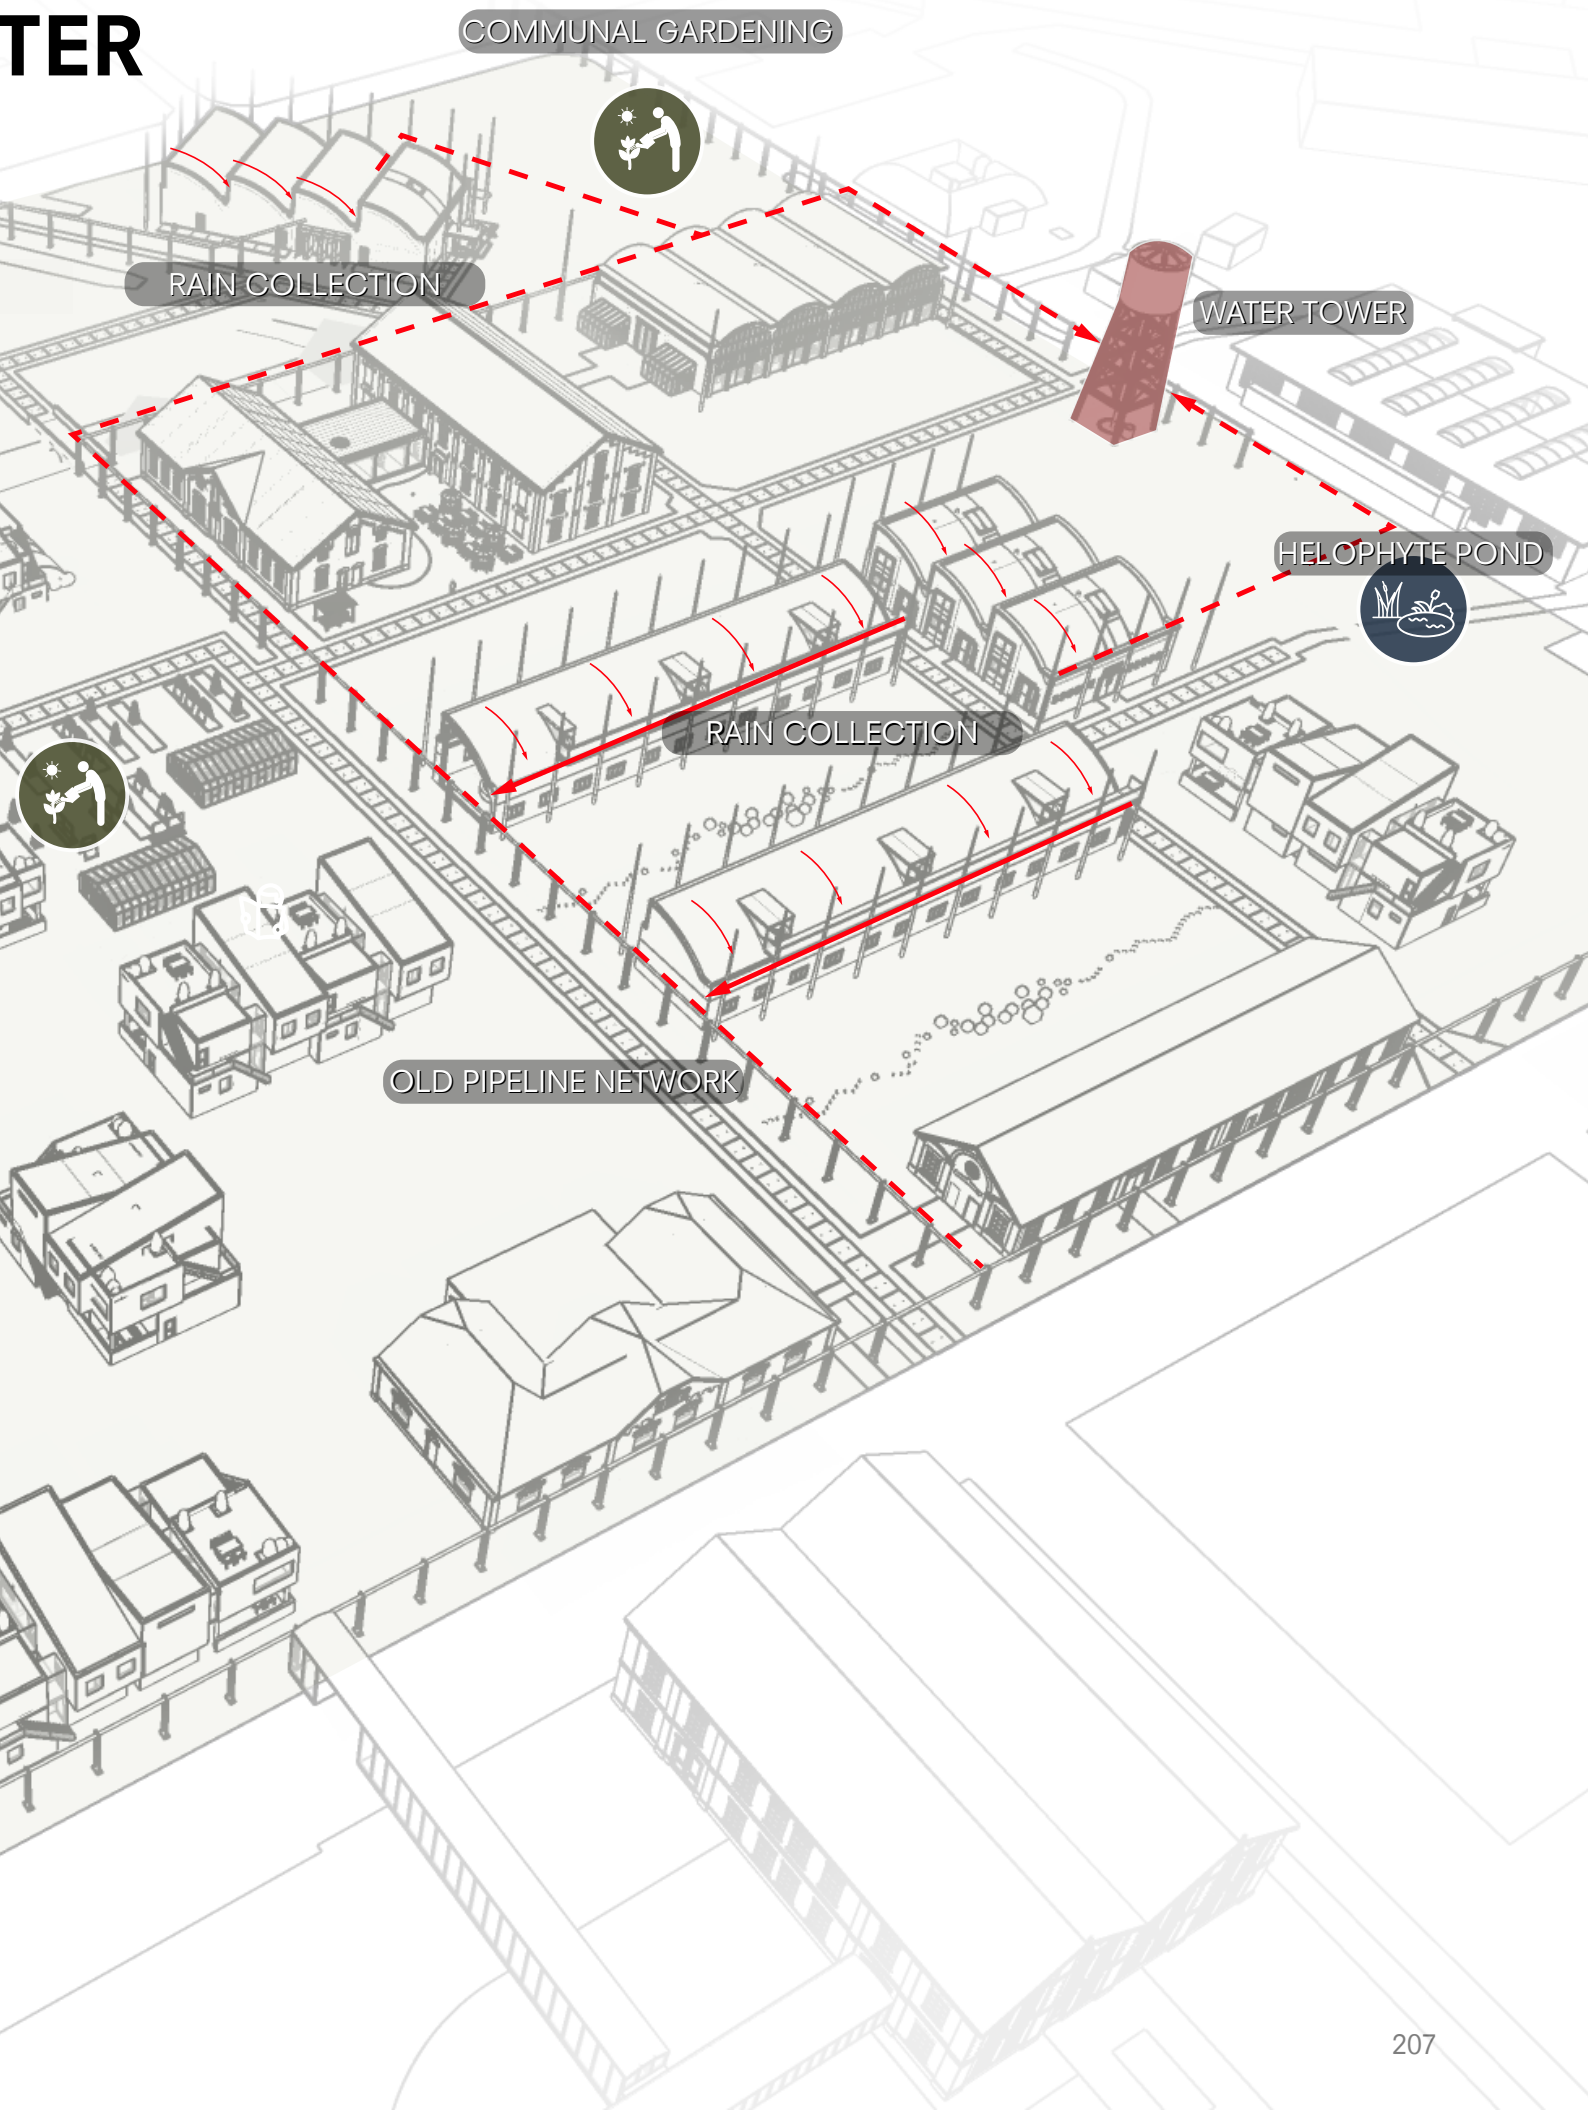 TER
COMMUNAL GARDENING
RAIN COLLECTION
WATER TOWER
HELOPHYTE POND
RAIN COLLECTION
OLD PIPELINE NETWORK
207